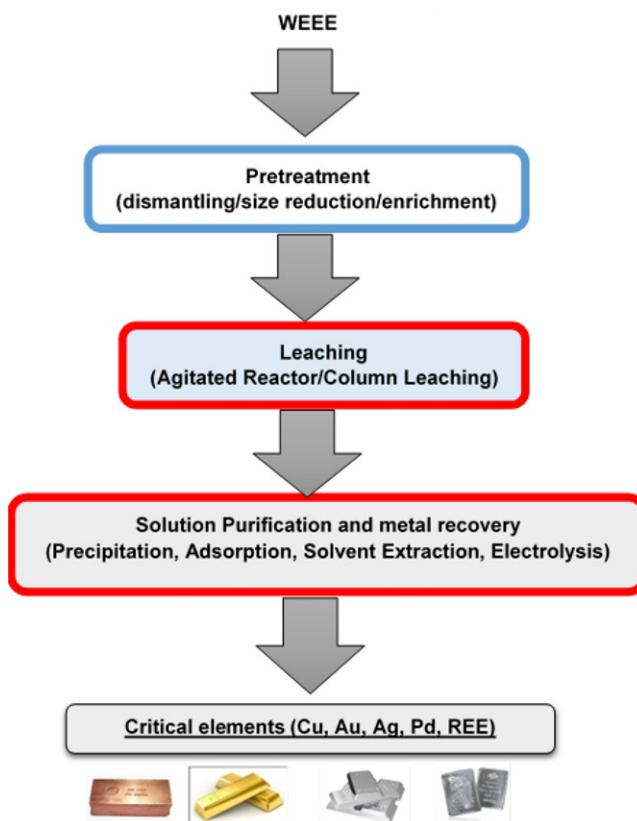 WEEE
Pretreatment
(dismantling/size reduction/enrichment)
Leaching
(Agitated Reactor/Column Leaching)
Solution Purification and metal recovery
(Precipitation, Adsorption, Solvent Extraction, Electrolysis)
Critical elements (Cu, Au, Ag, Pd, REE)